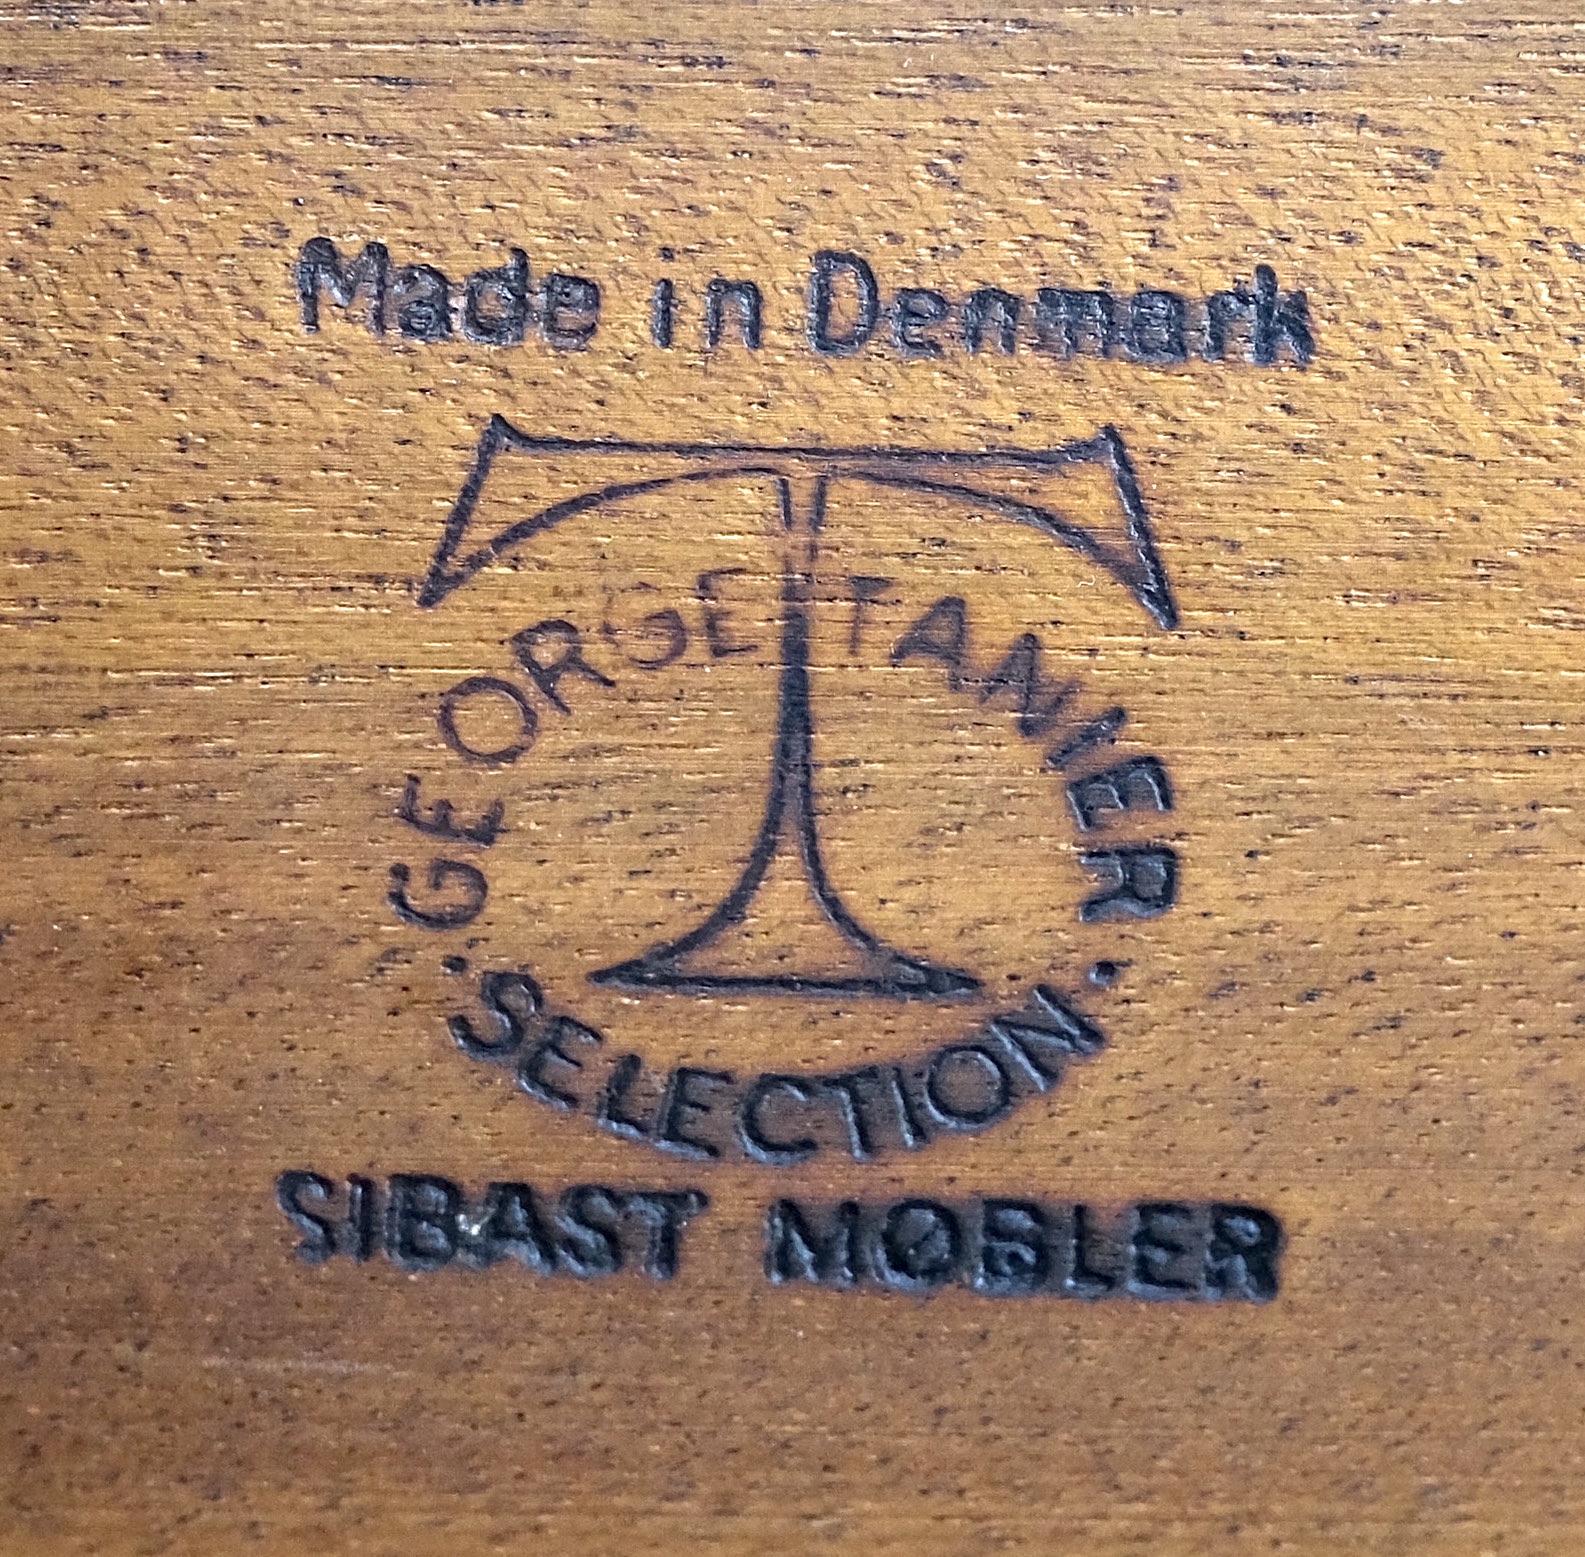 Made in Denmark
T
GEORGE TANIER
·SELECTION·
SIBAST MØBLER